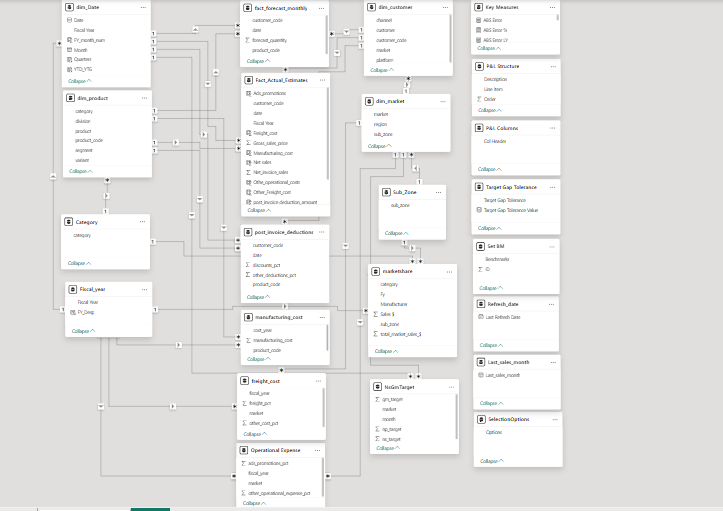 dim_Date
Date
Fiscal Year
FY_month_num
Month
Quarters
YTD_YTG
Collapse
dim_product
category
division
product
product_code
segment
variant
Collapse
Category
category
Collapse
Fiscal_year
Fiscal Year
FY_Desp
Collapse
fact_forecast_monthly
customer_code
date
forecast_quantity
product_code
Collapse
Fact_Actual_Estimates
Ads_promotions
customer_code
date
Fiscal Year
Freight_cost
Gross_sales_price
Manufacturing_cost
Net sales
Net_invoice_sales
Othe_operational_costs
Other_Freight_cost
post_invoice deduction_amount
Collapse
post_invoice_deductions
customer_code
date
discounts_pct
other_deductions_pct
product_code
Collapse
manufacturing_cost
cost_year
manufacturing_cost
product_code
Collapse
freight_cost
fiscal_year
freight_pct
market
other_cost_pct
Collapse
Operational Expense
ads_promotions_pct
fiscal_year
market
other_operational_expense_pct
Collapse
dim_customer
channel
customer
customer_code
market
platform
Collapse
dim_market
market
region
sub_zone
Collapse
Sub_Zone
sub_zone
Collapse
marketshare
category
Fy
Manufacturer
Sales $
sub_zone
total_market_sales_$
Collapse
NsGmTarget
gm_target
market
month
np_target
ns_target
Collapse
Key Measures
ABS Error
ABS Error %
ABS Error LY
Collapse
P&L Structure
Description
Line Item
Order
Collapse
P&L Columns
Col Header
Collapse
Target Gap Tolerance
Target Gap Tolerance
Target Gap Tolerance Value
Collapse
Set BM
Benchmarks
ID
Collapse
Refresh_date
Last Refresh Date
Collapse
Last_sales_month
Last_sales_month
Collapse
SelectionOptions
Options
Collapse